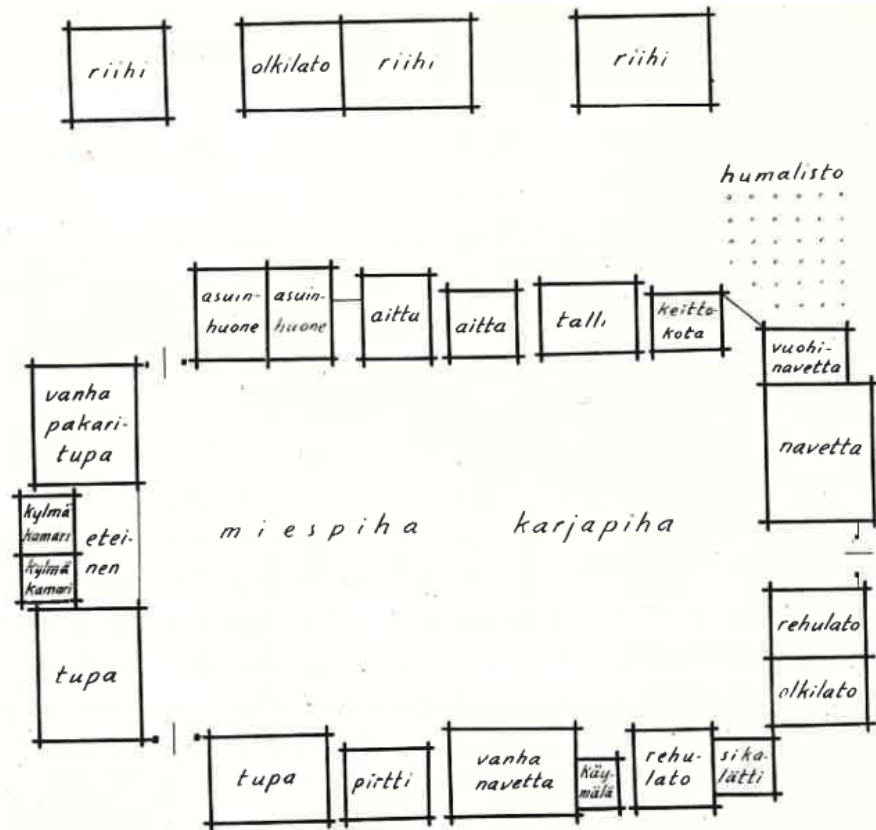 riihi
olkilato
riihi
riihi
humalisto
asuin-
huone
asuin-
huone
aittu
aitta
talli
keitto-
kota
vuohi-
navetta
navetta
vanha
pakari-
tupa
kylmä
kamari
kylmä
kamari
etei-
nen
miespiha
karjapiha
rehulato
olkilato
tupa
tupa
pirtti
vanha
navetta
käy-
mälä
rehu-
lato
sika-
lätti